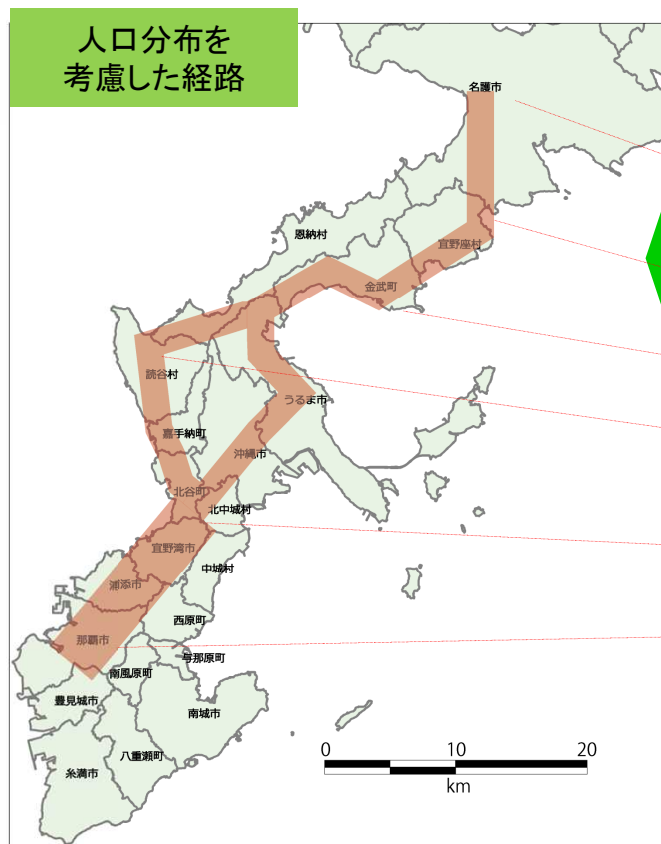 人口分布を
考慮した経路
名護市
恩納村
宜野座村
金武町
読谷村
うるま市
嘉手納町
沖縄市
北谷町
北中城村
宜野湾市
中城村
浦添市
西原町
那覇市
与那原町
南風原町
豊見城市
南城市
八重瀬町
糸満市
0 10 20
km